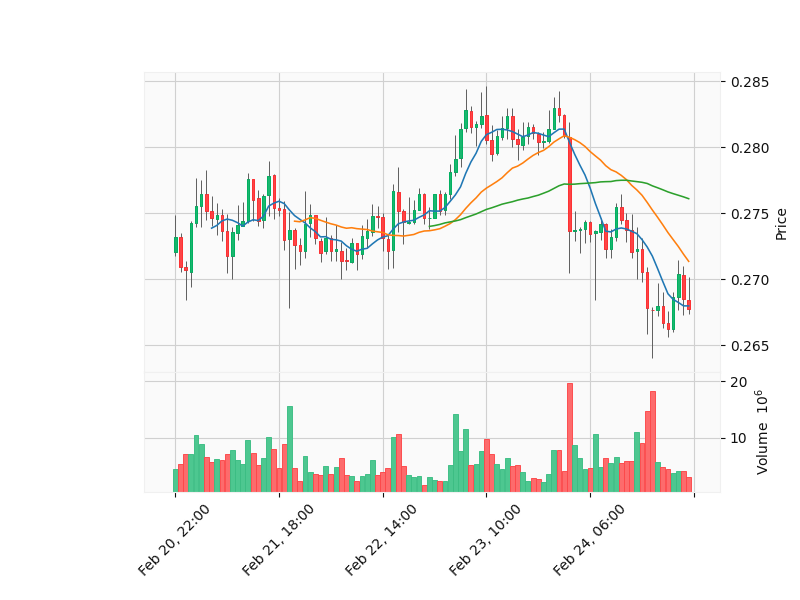 0.285
0.280
0.275
0.270
0.265
Price
20
10
Volume 10^6
Feb 20, 22:00
Feb 21, 18:00
Feb 22, 14:00
Feb 23, 10:00
Feb 24, 06:00